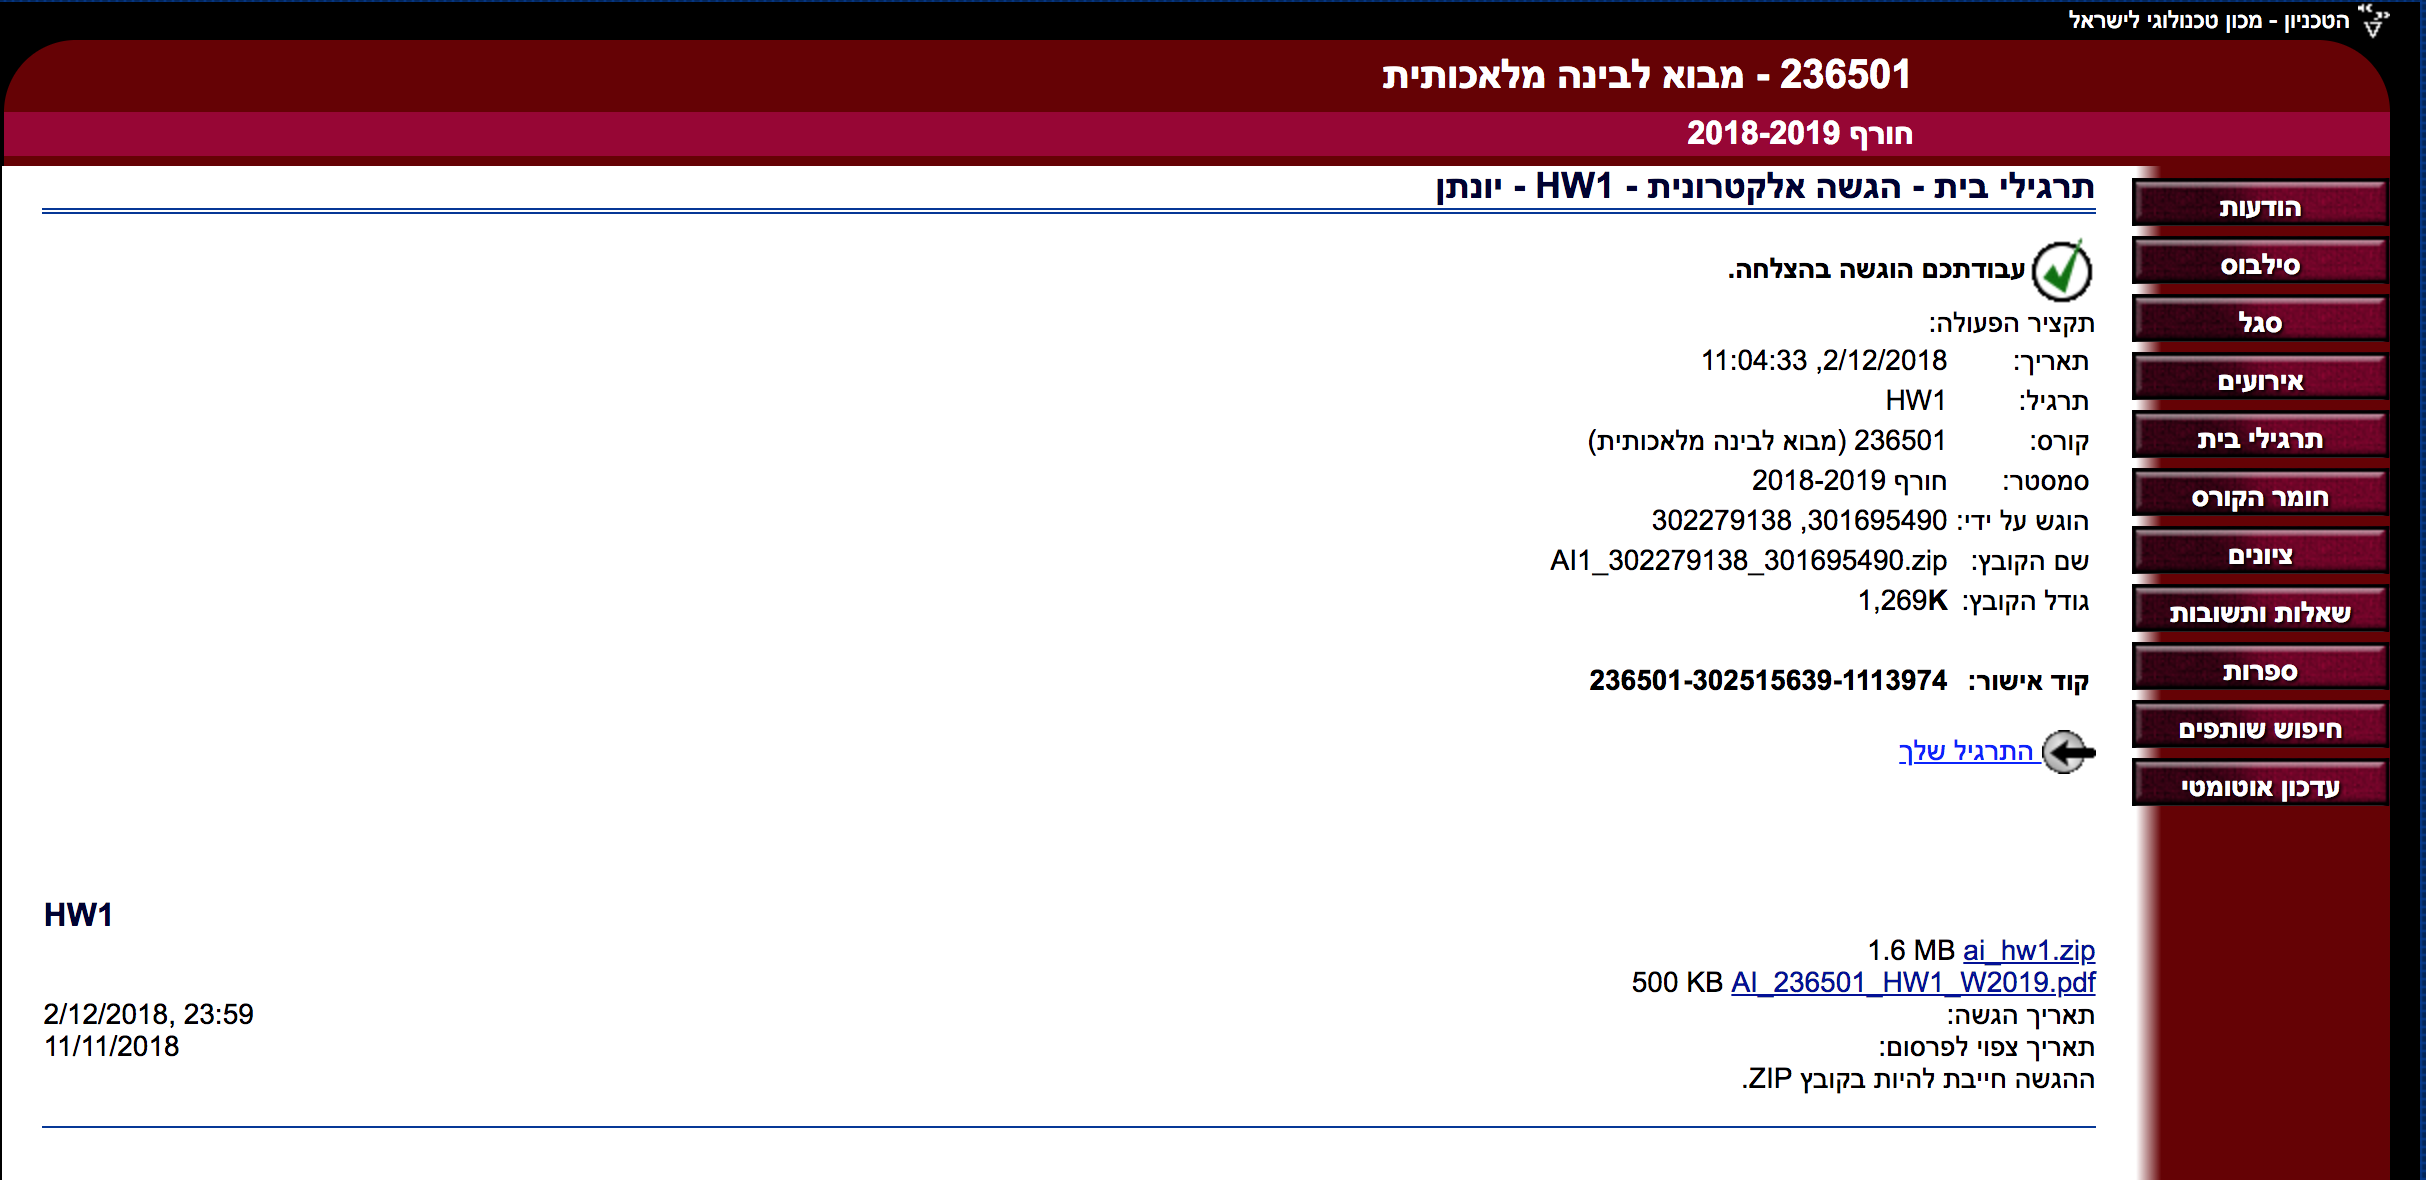 הטכניון - מכון טכנולוגי לישראל
236501 - מבוא לבינה מלאכותית
חורף 2018-2019
הודעות
סילבוס
סגל
אירועים
תרגילי בית
חומר הקורס
ציונים
שאלות ותשובות
ספרות
חיפוש שותפים
עדכון אוטומטי
תרגילי בית - הגשה אלקטרונית - HW1 - יונתן
עבודתכם הוגשה בהצלחה.
תקציר הפעולה:
תאריך: 2/12/2018, 11:04:33
תרגיל: HW1
קורס: 236501 (מבוא לבינה מלאכותית)
סמסטר: חורף 2018-2019
הוגש על ידי: 301695490, 302279138
שם הקובץ: AI1_302279138_301695490.zip
גודל הקובץ: 1,269K
קוד אישור: 236501-302515639-1113974
התרגיל שלך
HW1
ai_hw1.zip 1.6 MB
AI_236501_HW1_W2019.pdf 500 KB
תאריך הגשה: 2/12/2018, 23:59
תאריך צפוי לפרסום: 11/11/2018
ההגשה חייבת להיות בקובץ ZIP.